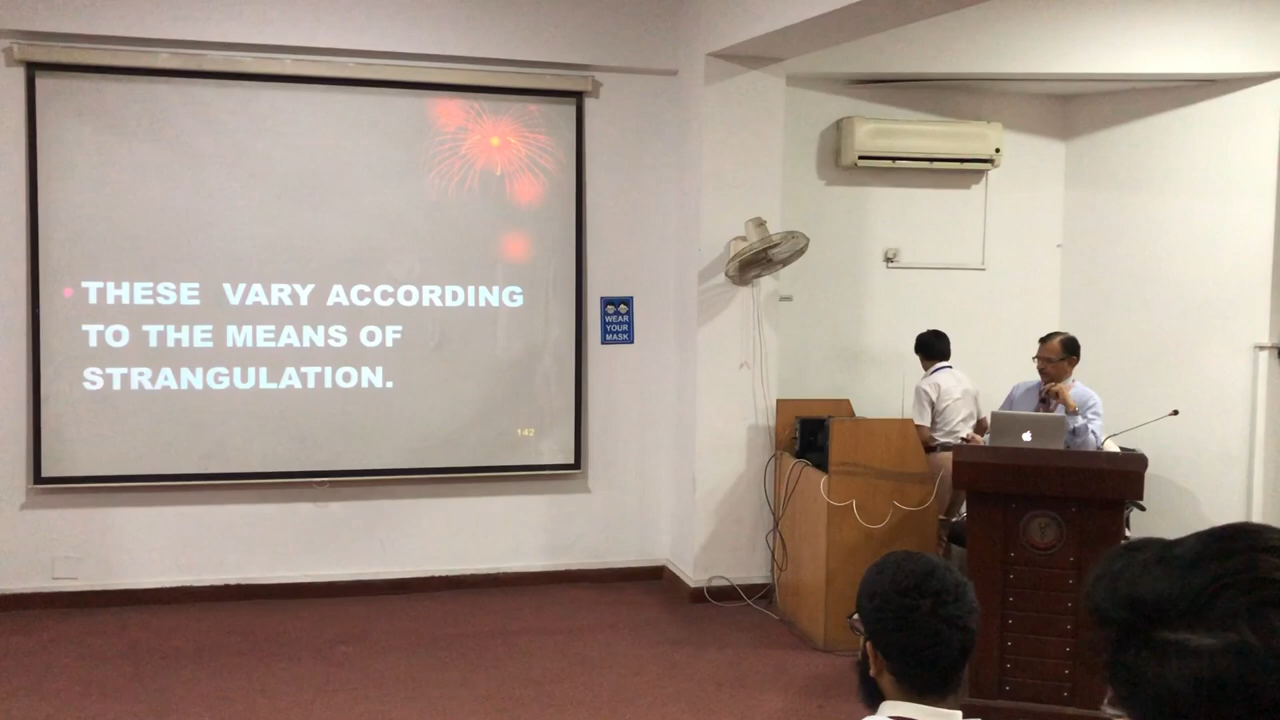 THESE VARY ACCORDING
TO THE MEANS OF
STRANGULATION.
142
WEAR
YOUR
MASK